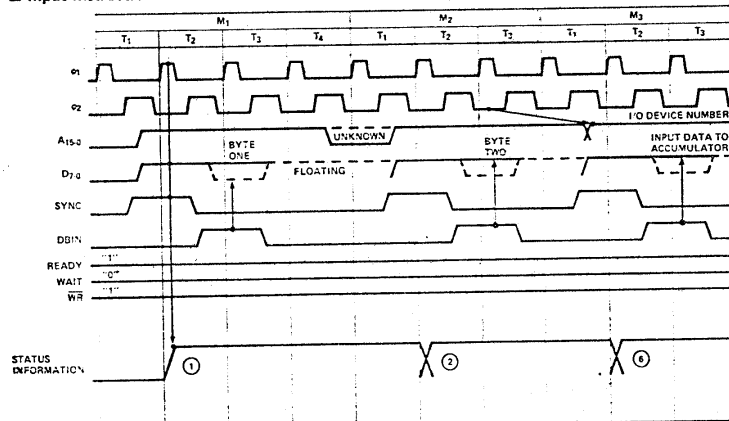 M1 M2 M3
T1 T2 T3 T4 T1 T2 T3 T1 T2 T3
φ1
φ2
I/O DEVICE NUMBER
A15-0
UNKNOWN
BYTE ONE
BYTE TWO
INPUT DATA TO ACCUMULATOR
D7-0
FLOATING
SYNC
DBIN
READY "1"
WAIT "0"
WR "1"
STATUS INFORMATION
1 2 6